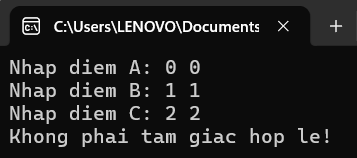 C:\Users\LENOVO\Documents
Nhap diem A: 0 0
Nhap diem B: 1 1
Nhap diem C: 2 2
Khong phai tam giac hop le!